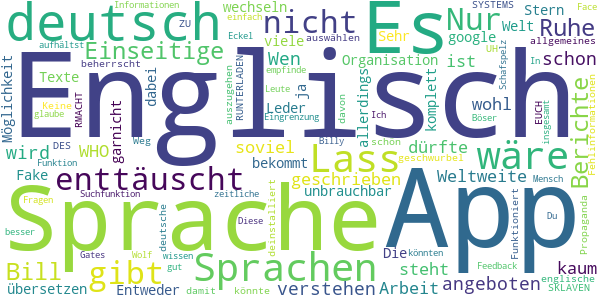 deutsch nicht Es Nur Ruhe
Informationen ZU einfach wechseln Stern Face
aufhältst Eckel Welt auswählen SYSTEMS
Einseitige viele Sehr google UH allgemeines
beherrscht Wen Organisation ist schon In Schafspelz
Möglichkeit Texte dabei Englisch
Keine auszugehen RUNTERLADEN ja komplett
glaube RMACHT garnicht Leder allerdings Ich wohl EUCH Böser
DES Weg Leute empfinde Eingrenzung Billy davon
wird WHO soviel Lass schon dürfte insgesamt Berichte
Funktion Fake bekommt geschwurbel wäre Fehlinformationen
enttäuscht geschrieben unbrauchbar Weltweite
Fragen Suchfunktion deinstalliert Mensch
Sprache App
besser zeitliche Diese Funktioniert Du Propaganda
Bill gibt deutsche Sprachen Die könnten kaum
Gates Wolf wissen steht Feedback englische
übersetzen gut damit könnte verstehen Arbeit angeboten
Entweder SKLAVEN